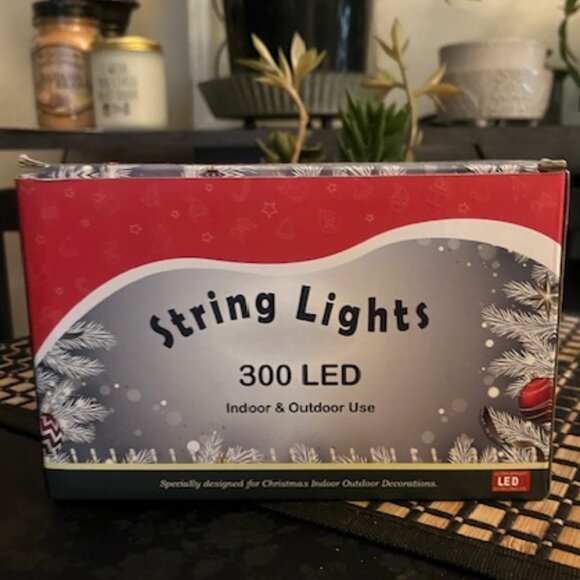 String Lights
300 LED
Indoor & Outdoor Use
Specially designed for Christmas Indoor Outdoor Decorations.
LED